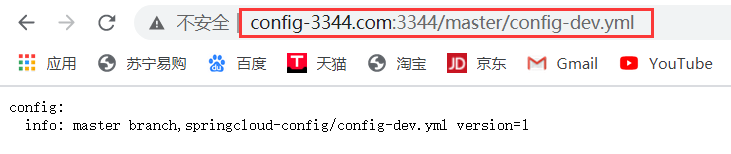 不安全 | config-3344.com:3344/master/config-dev.yml
应用 苏宁易购 百度 T 天猫 淘宝 JD 京东 Gmail YouTube
config:
info: master branch,springcloud-config/config-dev.yml version=1